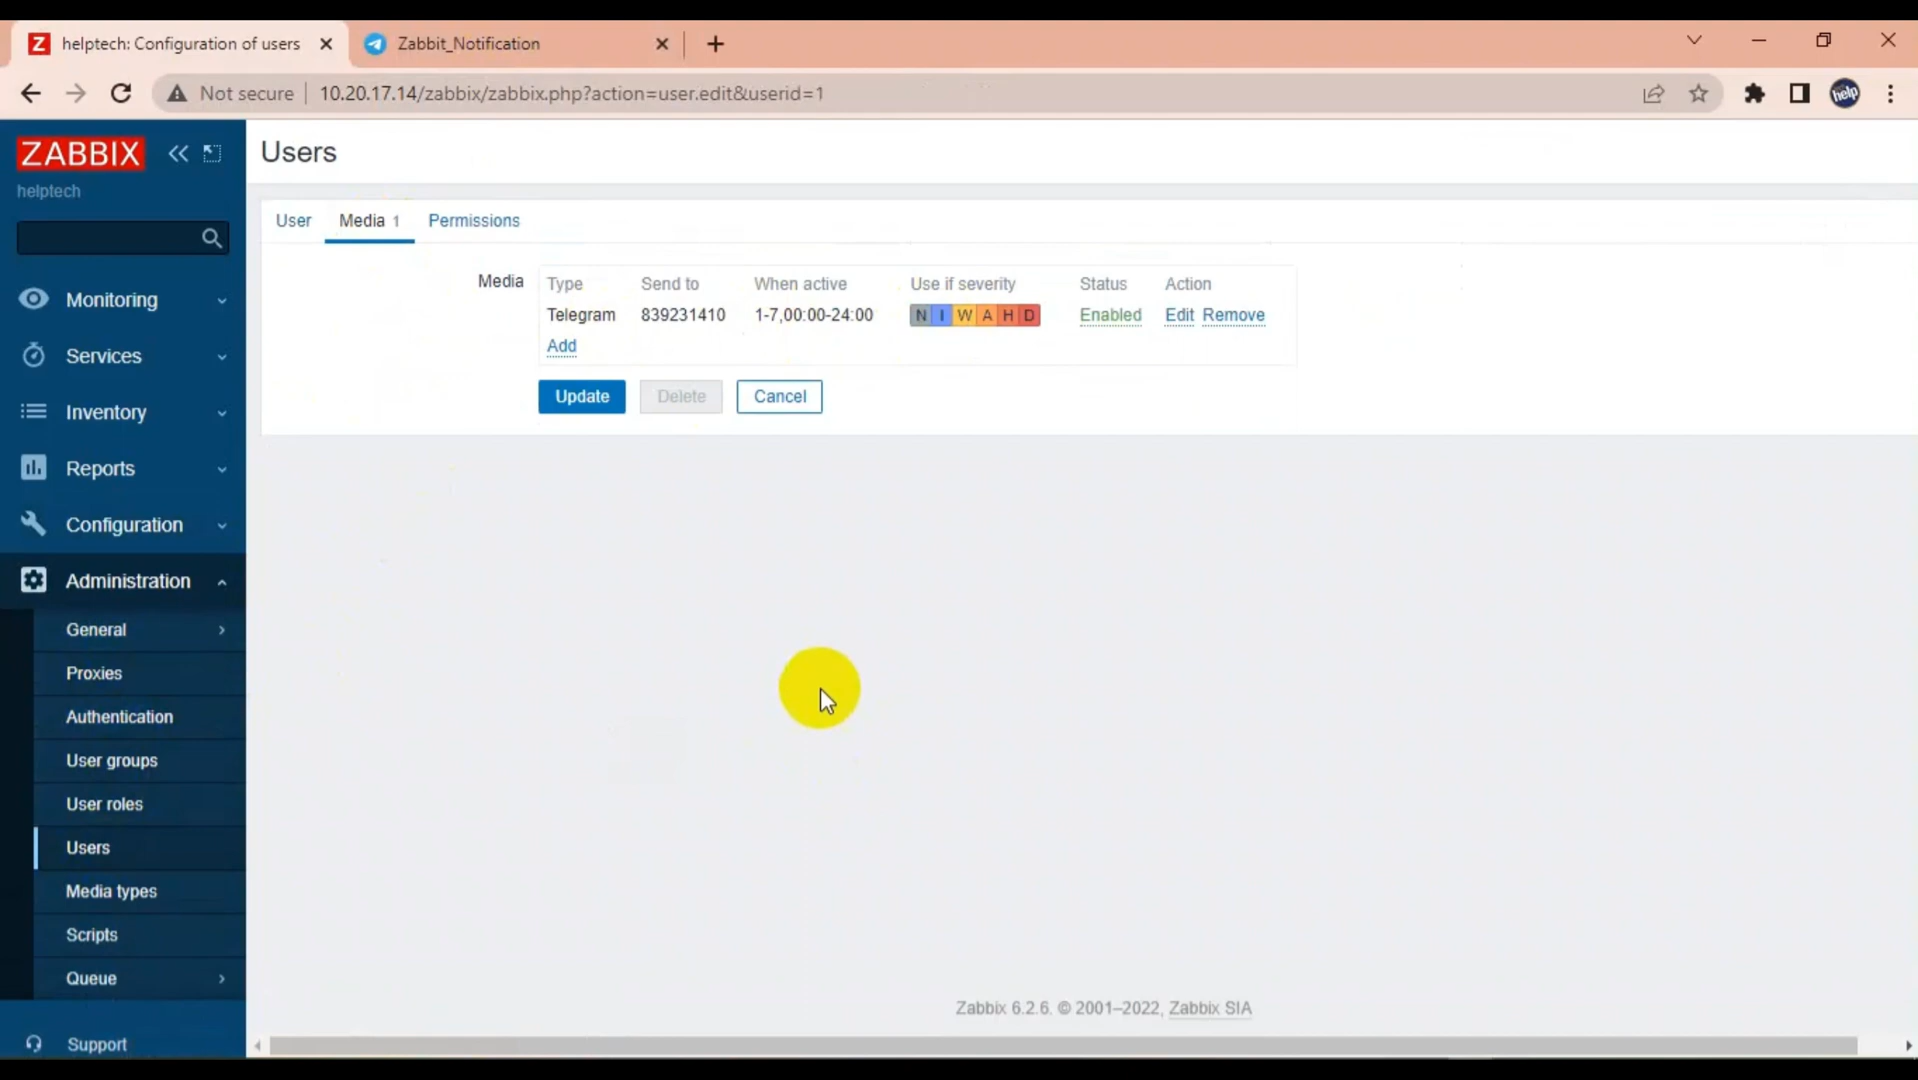 helptech: Configuration of users
Zabbit_Notification
Not secure 10.20.17.14/zabbix/zabbix.php?action=user.edit&userid=1
help
ZABBIX
helptech
Monitoring
Services
Inventory
Reports
Configuration
Administration
General
Proxies
Authentication
User groups
User roles
Users
Media types
Scripts
Queue
Support
Users
User Media 1 Permissions
Media Type Send to When active Use if severity Status Action
Telegram 839231410 1-7,00:00-24:00 N I W A H D Enabled Edit Remove
Add
Update Delete Cancel
Zabbix 6.2.6. © 2001–2022, Zabbix SIA